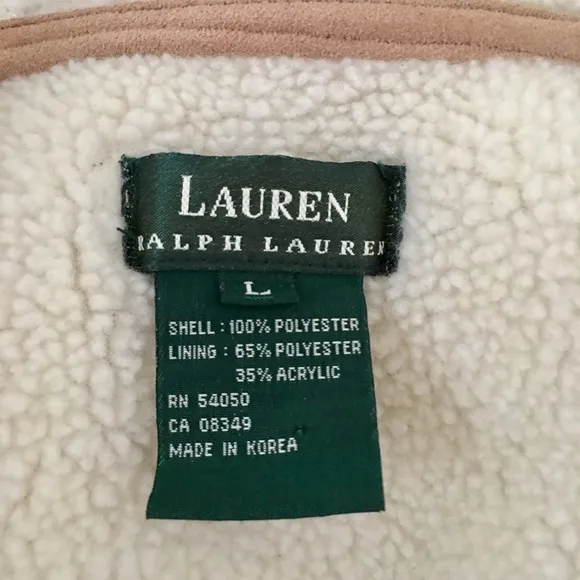 LAUREN
RALPH LAUREN
L
SHELL : 100% POLYESTER
LINING : 65% POLYESTER
35% ACRYLIC
RN 54050
CA 08349
MADE IN KOREA